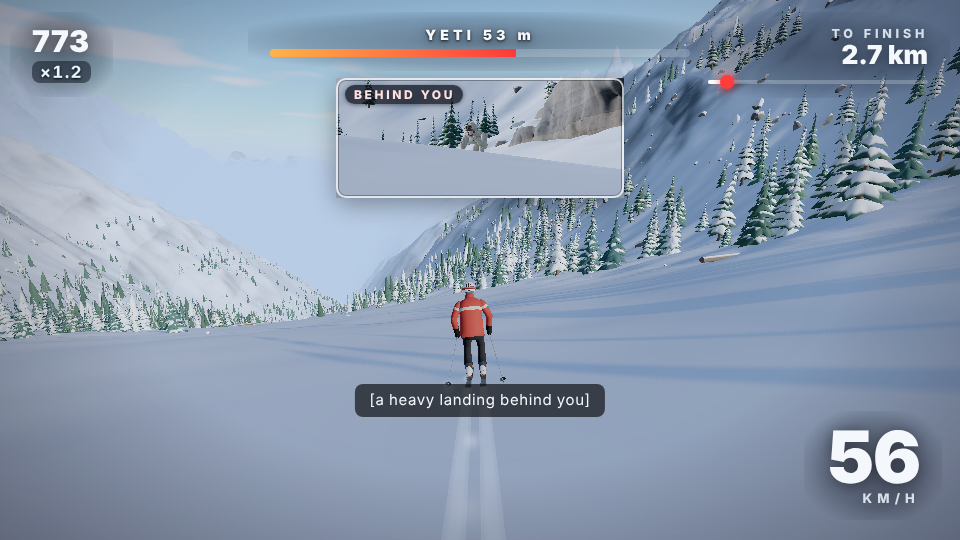 773
×1.2
YETI 53 m
BEHIND YOU
TO FINISH
2.7 km
[a heavy landing behind you]
56
KM/H